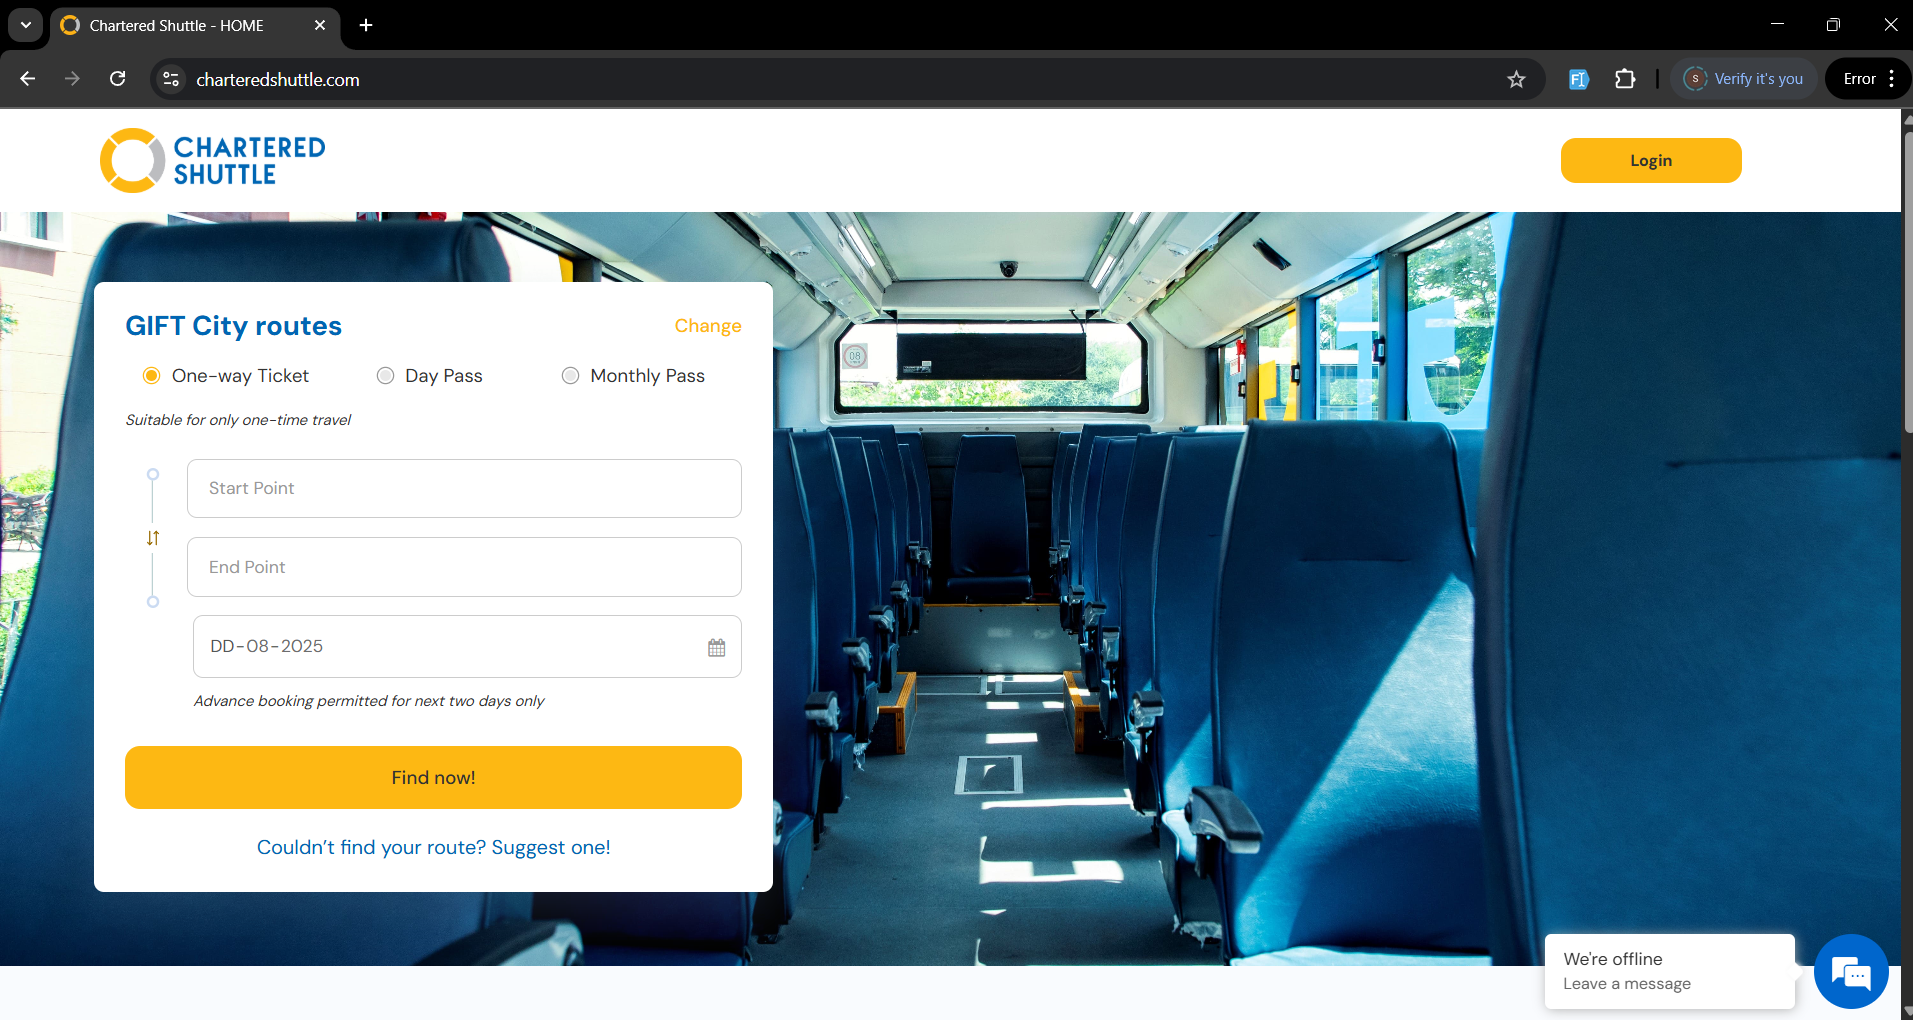 Chartered Shuttle - HOME
charteredshuttle.com
S
Verify it's you
Error
CHARTERED
SHUTTLE
Login
GIFT City routes
Change
One-way Ticket
Day Pass
Monthly Pass
Suitable for only one-time travel
Start Point
End Point
DD-08-2025
Advance booking permitted for next two days only
Find now!
Couldn't find your route? Suggest one!
08
We're offline
Leave a message